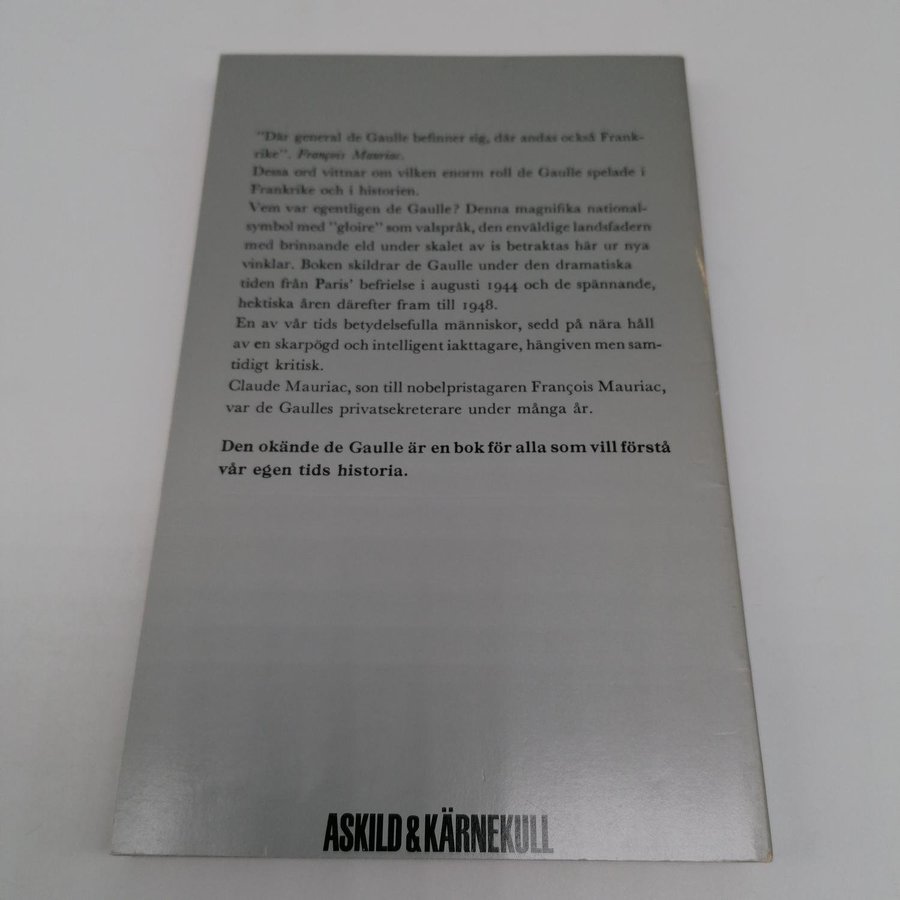 "Där general de Gaulle befinner sig, där andas också Frank-
rike". François Mauriac.
Dessa ord vittnar om vilken enorm roll de Gaulle spelade i
Frankrike och i historien.
Vem var egentligen de Gaulle? Denna magnifika national-
symbol med "gloire" som valspråk, den enväldige landsfadern
med brinnande eld under skalet av is betraktas här ur nya
vinklar. Boken skildrar de Gaulle under den dramatiska
tiden från Paris' befrielse i augusti 1944 och de spännande,
hektiska åren därefter fram till 1948.
En av vår tids betydelsefulla människor, sedd på nära håll
av en skarpögd och intelligent iakttagare, hängiven men sam-
tidigt kritisk.
Claude Mauriac, son till nobelpristagaren François Mauriac,
var de Gaulles privatsekreterare under många år.
Den okände de Gaulle är en bok för alla som vill förstå
vår egen tids historia.
ASKILD & KÄRNEKULL